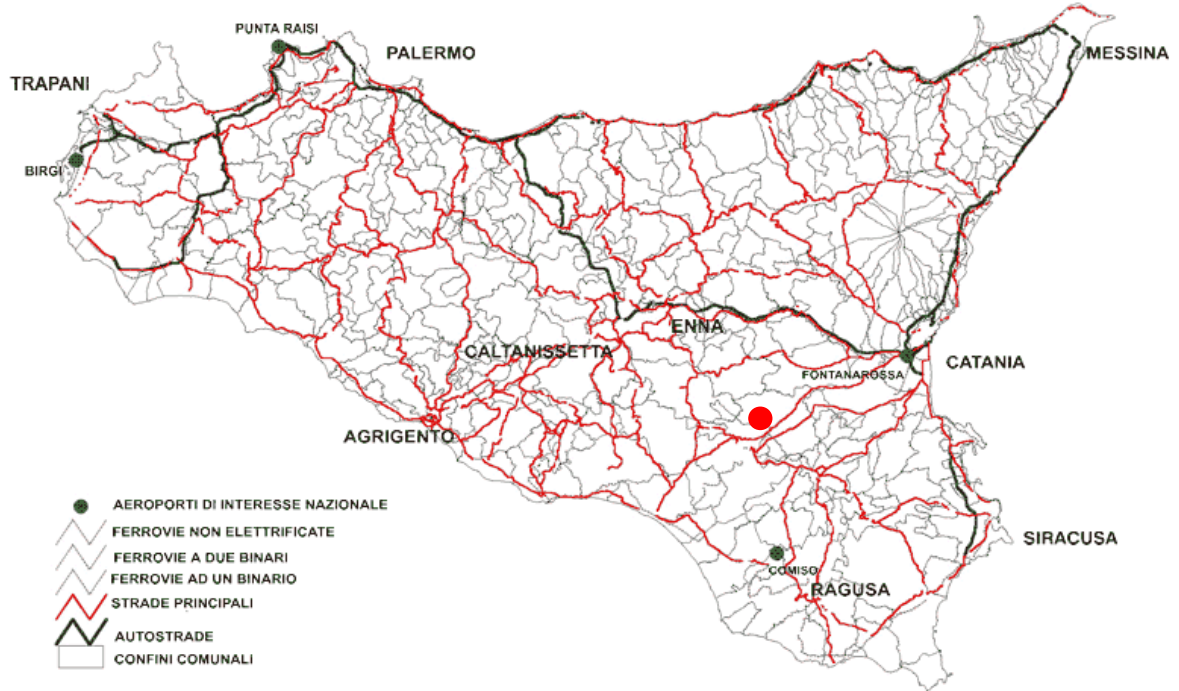 PUNTA RAISI
PALERMO
MESSINA
TRAPANI
BIRGI
ENNA
CALTANISSETTA
CATANIA
FONTANAROSSA
AGRIGENTO
SIRACUSA
COMISO
RAGUSA
AEROPORTI DI INTERESSE NAZIONALE
FERROVIE NON ELETTRIFICATE
FERROVIE A DUE BINARI
FERROVIE AD UN BINARIO
STRADE PRINCIPALI
AUTOSTRADE
CONFINI COMUNALI